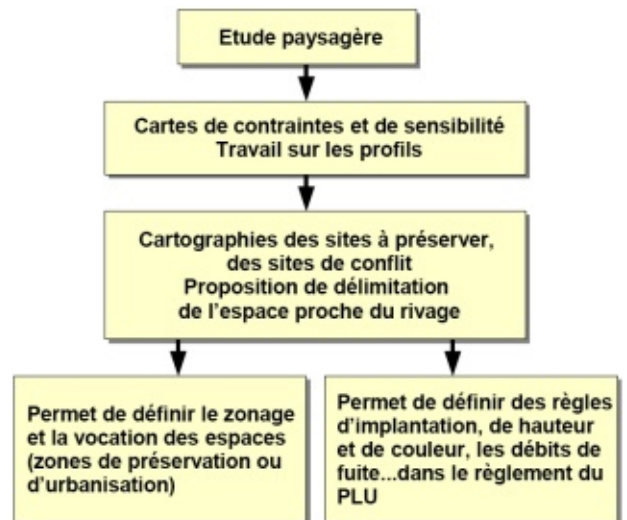 Etude paysagère
Cartes de contraintes et de sensibilité
Travail sur les profils
Cartographies des sites à préserver,
des sites de conflit
Proposition de délimitation
de l'espace proche du rivage
Permet de définir le zonage
et la vocation des espaces
(zones de préservation ou
d'urbanisation)
Permet de définir des règles
d'implantation, de hauteur
et de couleur, les débits de
fuite...dans le règlement du
PLU